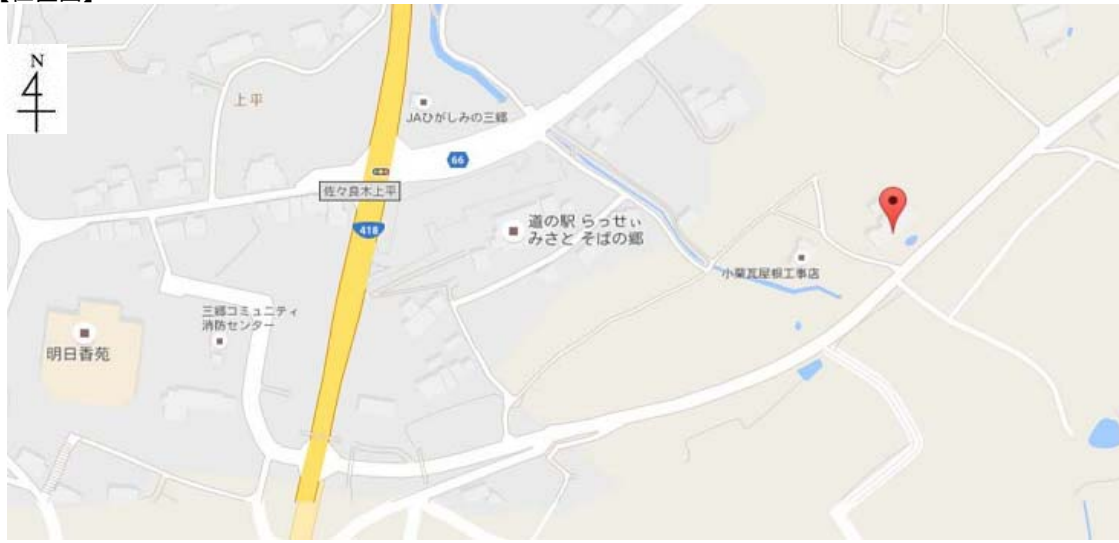 N
上平
JAひがしみの三郷
66
佐々良木上平
418
道の駅 らっせぃ
みさと そばの郷
小栗瓦屋根工事店
三郷コミュニティ
消防センター
明日香苑